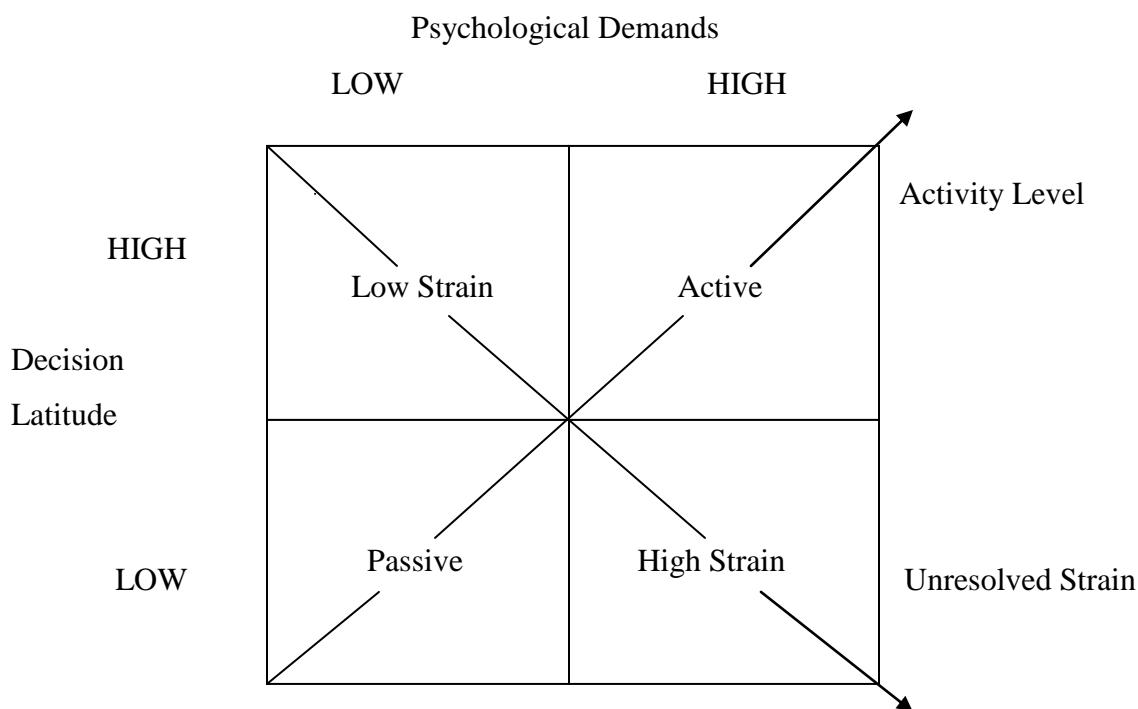 Psychological Demands
LOW HIGH
Activity Level
HIGH
Low Strain Active
Decision
Latitude
Passive High Strain
LOW Unresolved Strain